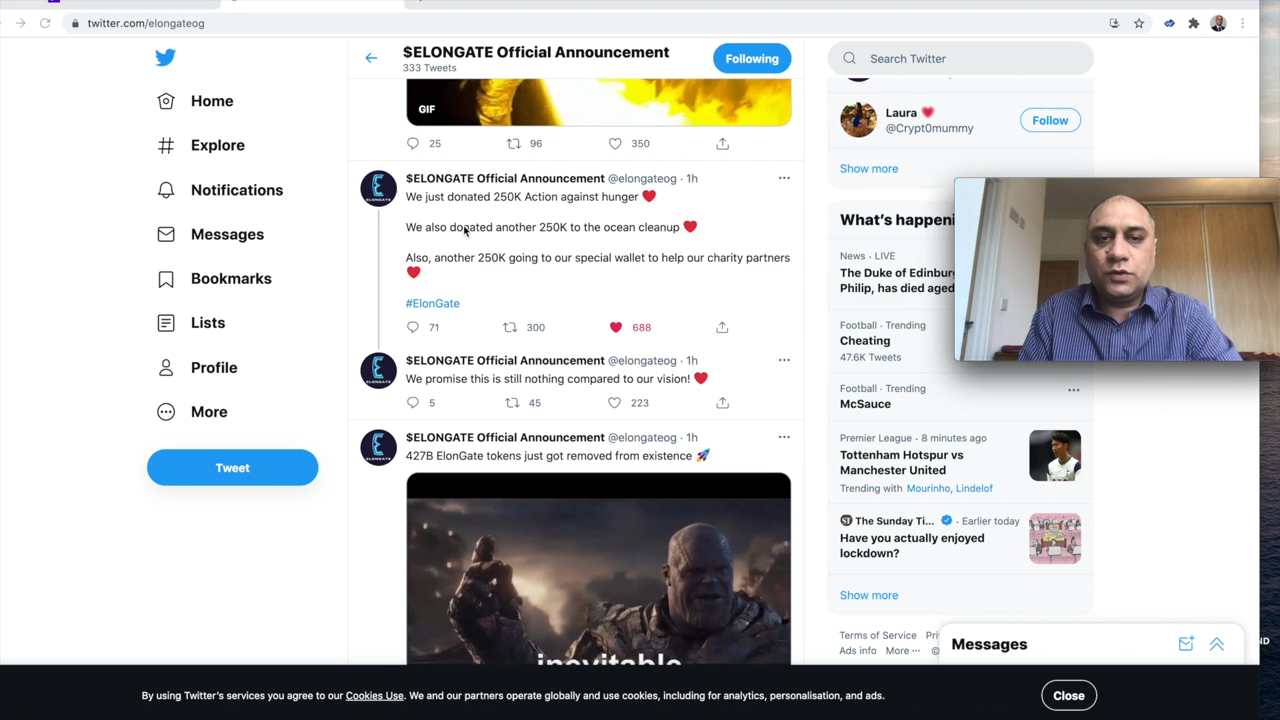 twitter.com/elongateog
$ELONGATE Official Announcement
333 Tweets
Following
Search Twitter
Home
Explore
Notifications
Messages
Bookmarks
Lists
Profile
More
Tweet
GIF
25 96 350
$ELONGATE Official Announcement @elongateog · 1h
We just donated 250K Action against hunger ❤️
We also donated another 250K to the ocean cleanup ❤️
Also, another 250K going to our special wallet to help our charity partners
❤️
#ElonGate
71 300 688
$ELONGATE Official Announcement @elongateog · 1h
We promise this is still nothing compared to our vision! ❤️
5 45 223
$ELONGATE Official Announcement @elongateog · 1h
427B ElonGate tokens just got removed from existence 🚀
inevitable
ELONGATE
ELONGATE
ELONGATE
Laura ❤️
@Crypt0mummy
Follow
Show more
What's happeni
News · LIVE
The Duke of Edinbur
Philip, has died aged
Football · Trending
Cheating
47.6K Tweets
Football · Trending
McSauce
Premier League · 8 minutes ago
Tottenham Hotspur vs
Manchester United
Trending with Mourinho, Lindelof
ST The Sunday Ti... · Earlier today
Have you actually enjoyed
lockdown?
Show more
Terms of Service Pri
Ad info More ··· ©
Messages
ND
By using Twitter's services you agree to our Cookies Use. We and our partners operate globally and use cookies, including for analytics, personalisation, and ads.
Close